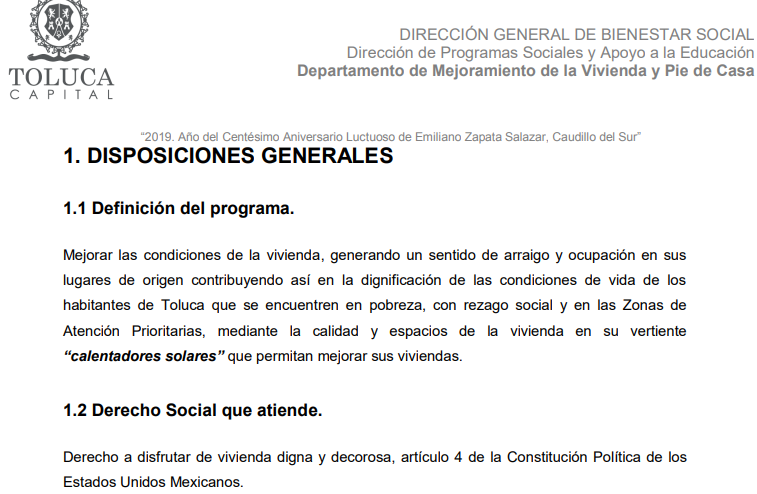 DIRECCIÓN GENERAL DE BIENESTAR SOCIAL
Dirección de Programas Sociales y Apoyo a la Educación
Departamento de Mejoramiento de la Vivienda y Pie de Casa
TOLUCA
CAPITAL
“2019. Año del Centésimo Aniversario Luctuoso de Emiliano Zapata Salazar, Caudillo del Sur”
1. DISPOSICIONES GENERALES
1.1 Definición del programa.
Mejorar las condiciones de la vivienda, generando un sentido de arraigo y ocupación en sus
lugares de origen contribuyendo así en la dignificación de las condiciones de vida de los
habitantes de Toluca que se encuentren en pobreza, con rezago social y en las Zonas de
Atención Prioritarias, mediante la calidad y espacios de la vivienda en su vertiente
“calentadores solares” que permitan mejorar sus viviendas.
1.2 Derecho Social que atiende.
Derecho a disfrutar de vivienda digna y decorosa, artículo 4 de la Constitución Política de los
Estados Unidos Mexicanos.